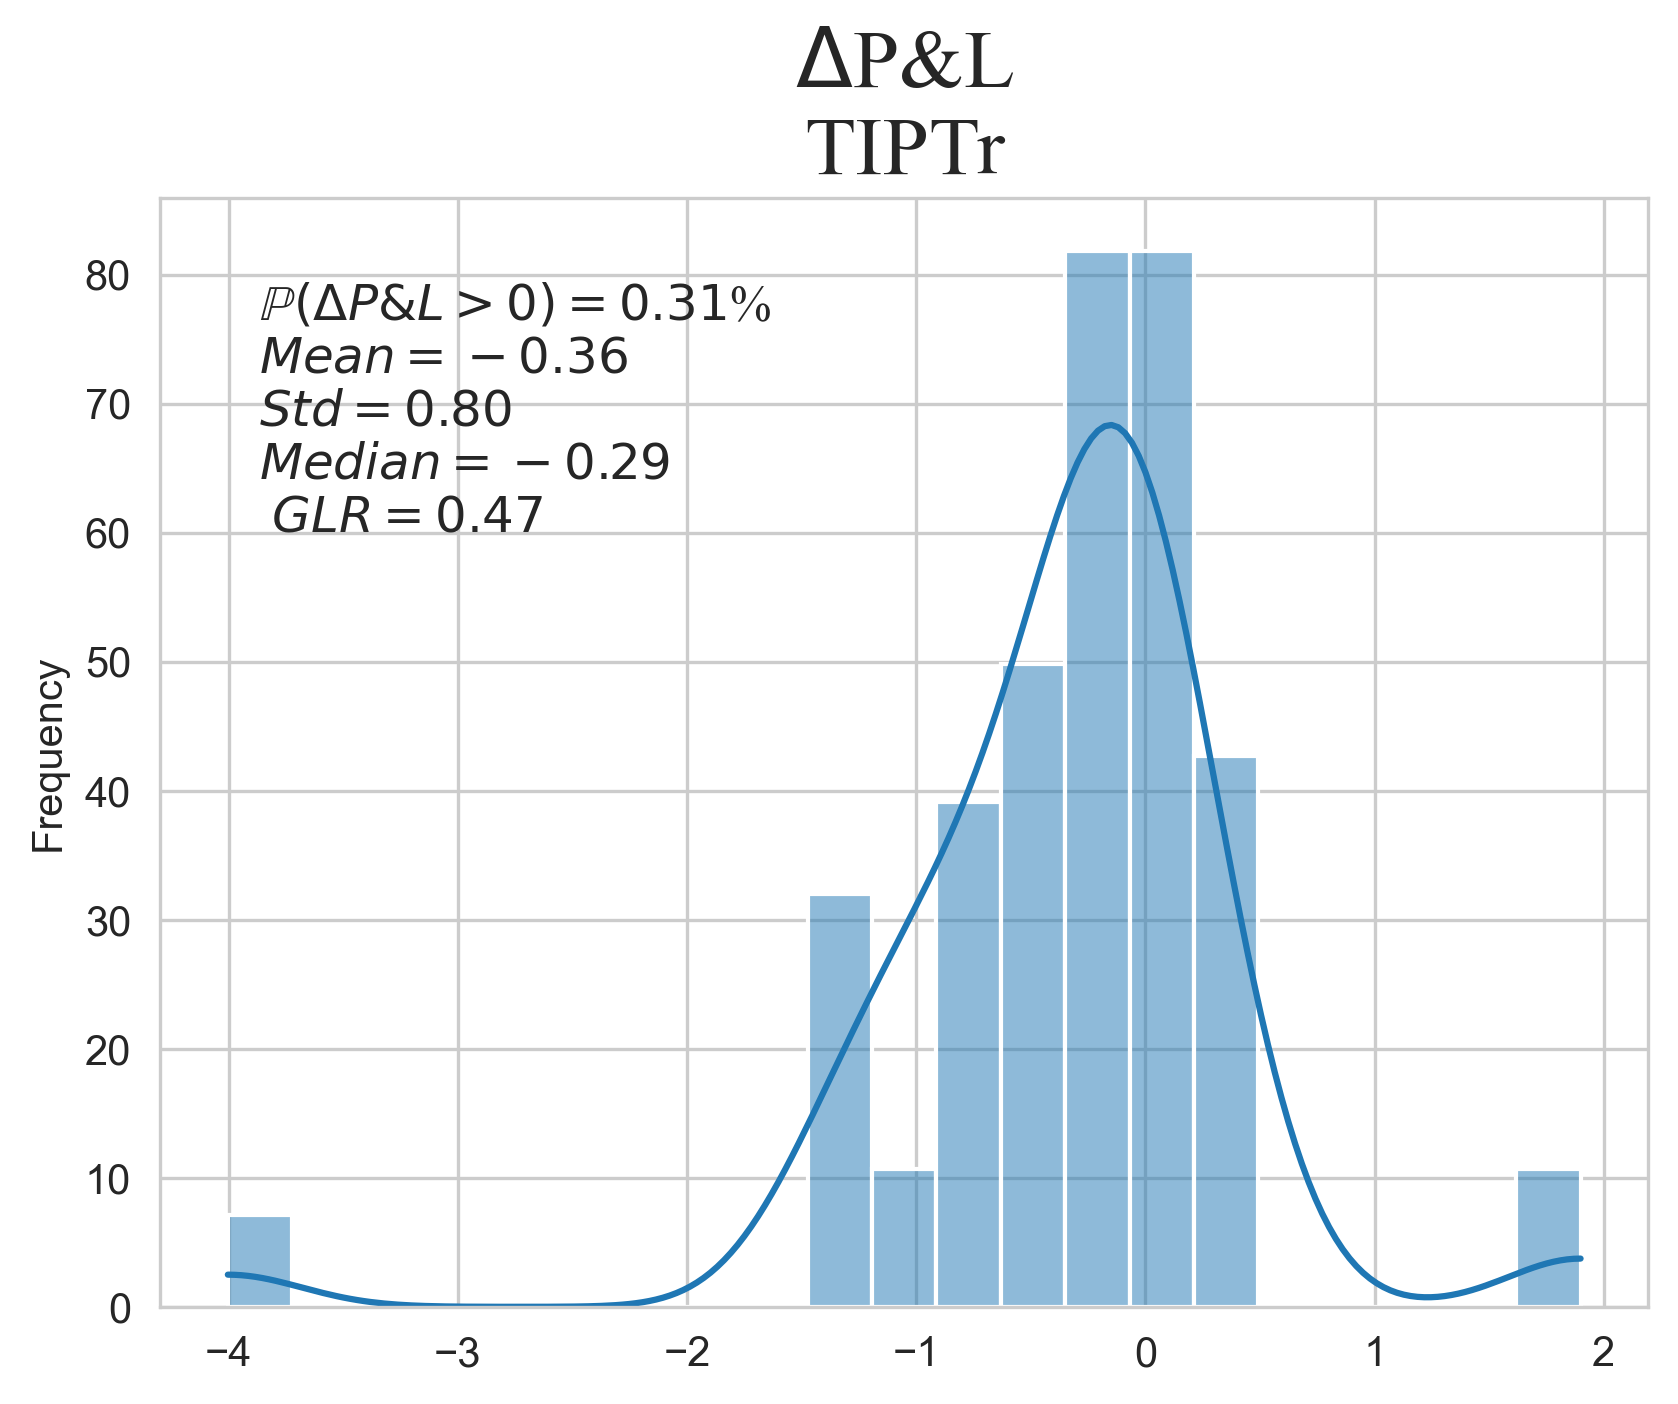 ΔP&L
TIPTr
ℙ(ΔP&L > 0) = 0.31%
Mean = −0.36
Std = 0.80
Median = −0.29
GLR = 0.47
Frequency
80
70
60
50
40
30
20
10
0
−4 −3 −2 −1 0 1 2